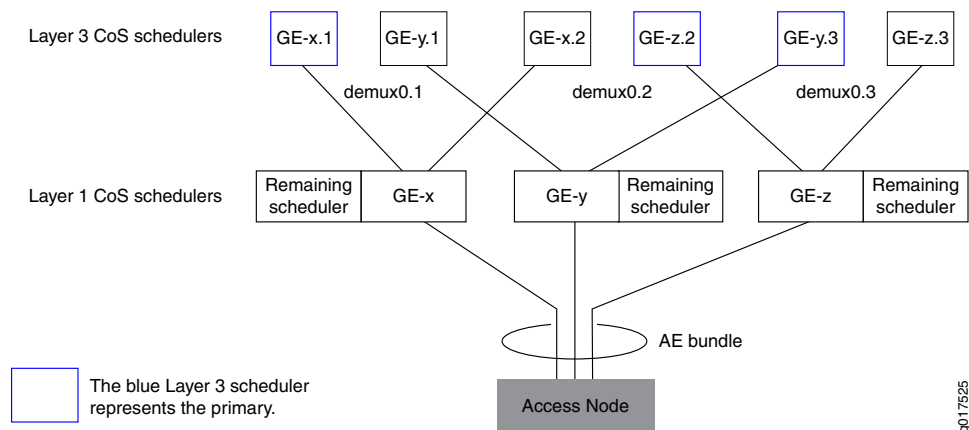 Layer 3 CoS schedulers
GE-x.1
GE-y.1
GE-x.2
GE-z.2
GE-y.3
GE-z.3
demux0.1
demux0.2
demux0.3
Layer 1 CoS schedulers
Remaining
scheduler
GE-x
GE-y
Remaining
scheduler
GE-z
Remaining
scheduler
AE bundle
The blue Layer 3 scheduler
represents the primary.
Access Node
g017525